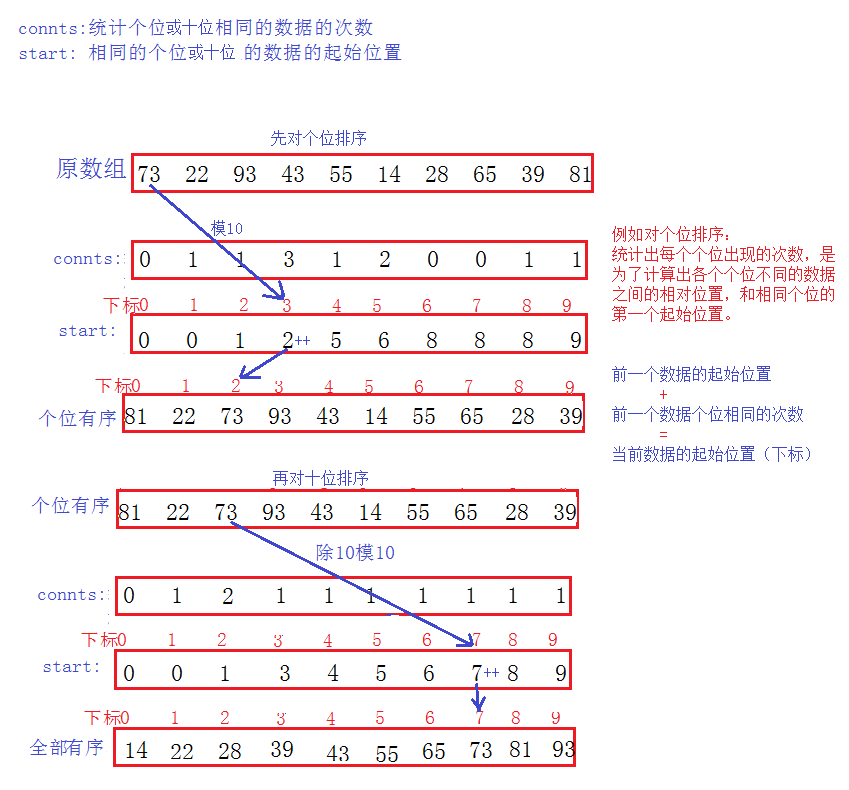 connts:统计个位或十位相同的数据的次数
start: 相同的个位或十位 的数据的起始位置
先对个位排序
原数组 73 22 93 43 55 14 28 65 39 81
模10
connts: 0 1 1 3 1 2 0 0 1 1
下标0 1 2 3 4 5 6 7 8 9
start: 0 0 1 2++ 5 6 8 8 8 9
下标0 1 2 3 4 5 6 7 8 9
个位有序 81 22 73 93 43 14 55 65 28 39
例如对个位排序:
统计出每个个位出现的次数，是
为了计算出各个个位不同的数据
之间的相对位置，和相同个位的
第一个起始位置。
前一个数据的起始位置
+
前一个数据个位相同的次数
=
当前数据的起始位置（下标）
再对十位排序
个位有序 81 22 73 93 43 14 55 65 28 39
除10模10
connts: 0 1 2 1 1 1 1 1 1 1
下标0 1 2 3 4 5 6 7 8 9
start: 0 0 1 3 4 5 6 7++ 8 9
下标0 1 2 3 4 5 6 7 8 9
全部有序 14 22 28 39 43 55 65 73 81 93